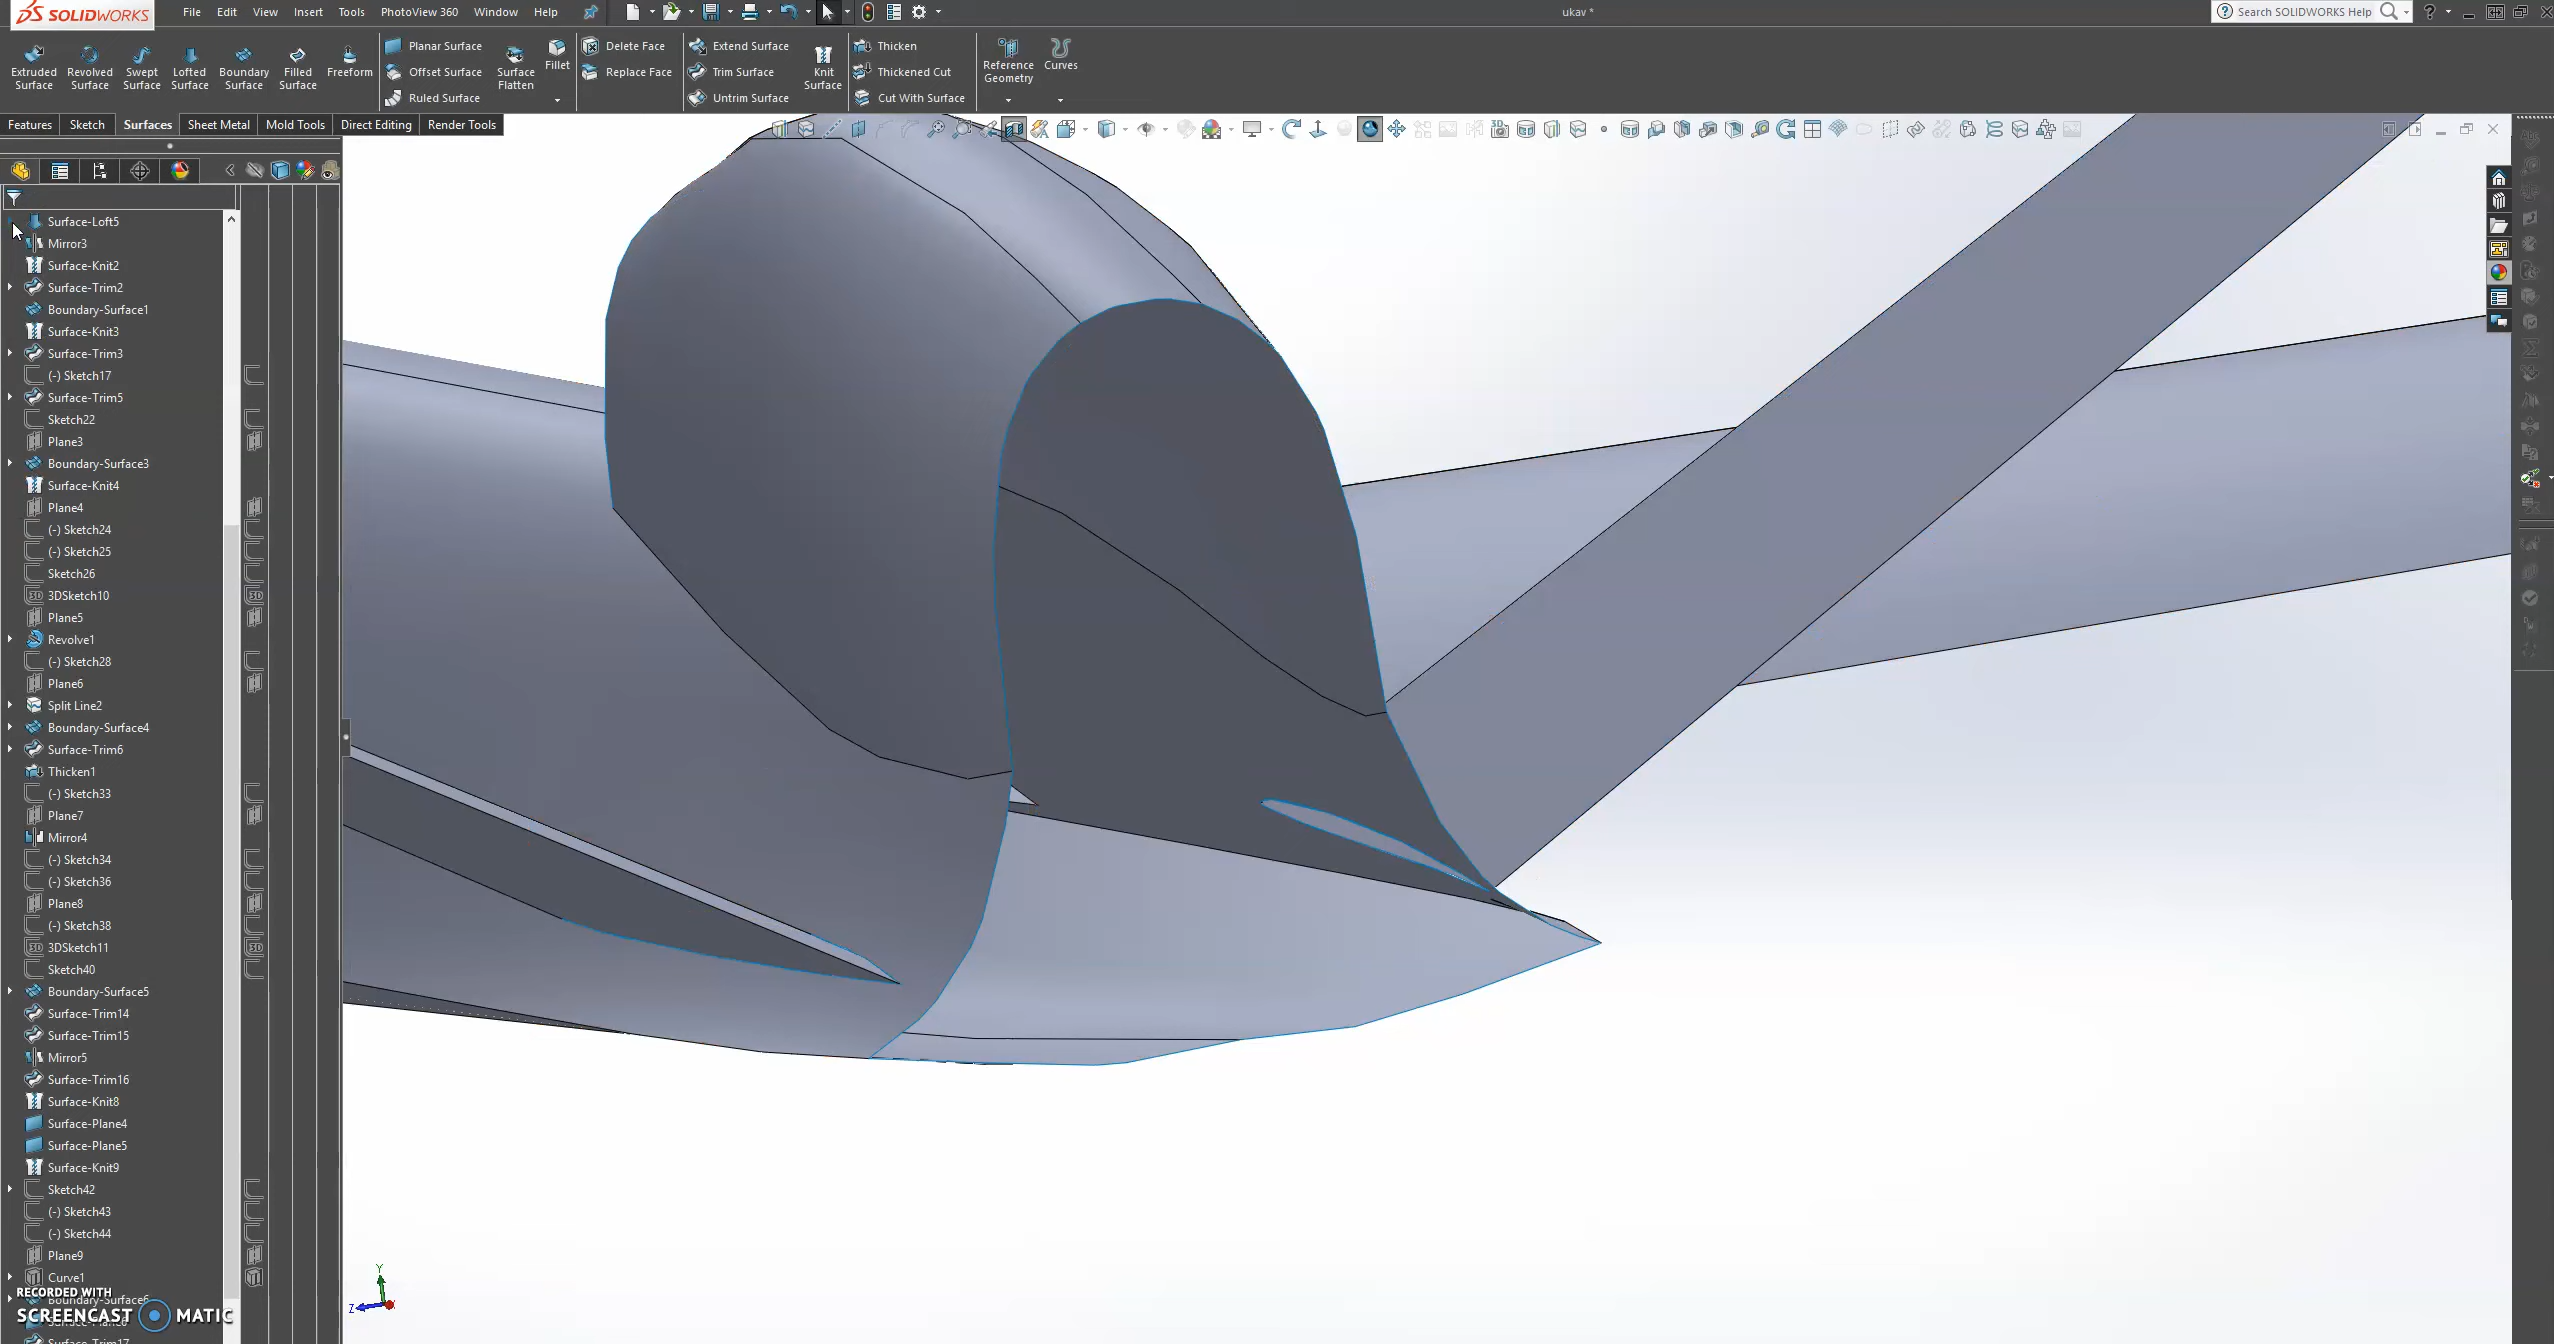 SOLIDWORKS File Edit View Insert Tools PhotoView 360 Window Help ukav * Search SOLIDWORKS Help
Extruded Surface
Revolved Surface
Swept Surface
Lofted Surface
Boundary Surface
Filled Surface
Freeform
Planar Surface
Offset Surface
Ruled Surface
Surface Flatten
Fillet
Delete Face
Replace Face
Extend Surface
Trim Surface
Untrim Surface
Knit Surface
Thicken
Thickened Cut
Cut With Surface
Reference Geometry
Curves
Features Sketch Surfaces Sheet Metal Mold Tools Direct Editing Render Tools
Surface-Loft5
Mirror3
Surface-Knit2
Surface-Trim2
Boundary-Surface1
Surface-Knit3
Surface-Trim3
(-) Sketch17
Surface-Trim5
Sketch22
Plane3
Boundary-Surface3
Surface-Knit4
Plane4
(-) Sketch24
(-) Sketch25
Sketch26
3DSketch10
Plane5
Revolve1
(-) Sketch28
Plane6
Split Line2
Boundary-Surface4
Surface-Trim6
Thicken1
(-) Sketch33
Plane7
Mirror4
(-) Sketch34
(-) Sketch36
Plane8
(-) Sketch38
3DSketch11
Sketch40
Boundary-Surface5
Surface-Trim14
Surface-Trim15
Mirror5
Surface-Trim16
Surface-Knit8
Surface-Plane4
Surface-Plane5
Surface-Knit9
Sketch42
(-) Sketch43
(-) Sketch44
Plane9
Curve1
RECORDED WITH
Boundary-Surface6
SCREENCAST MATIC
Surface-Trim17
Y
Z